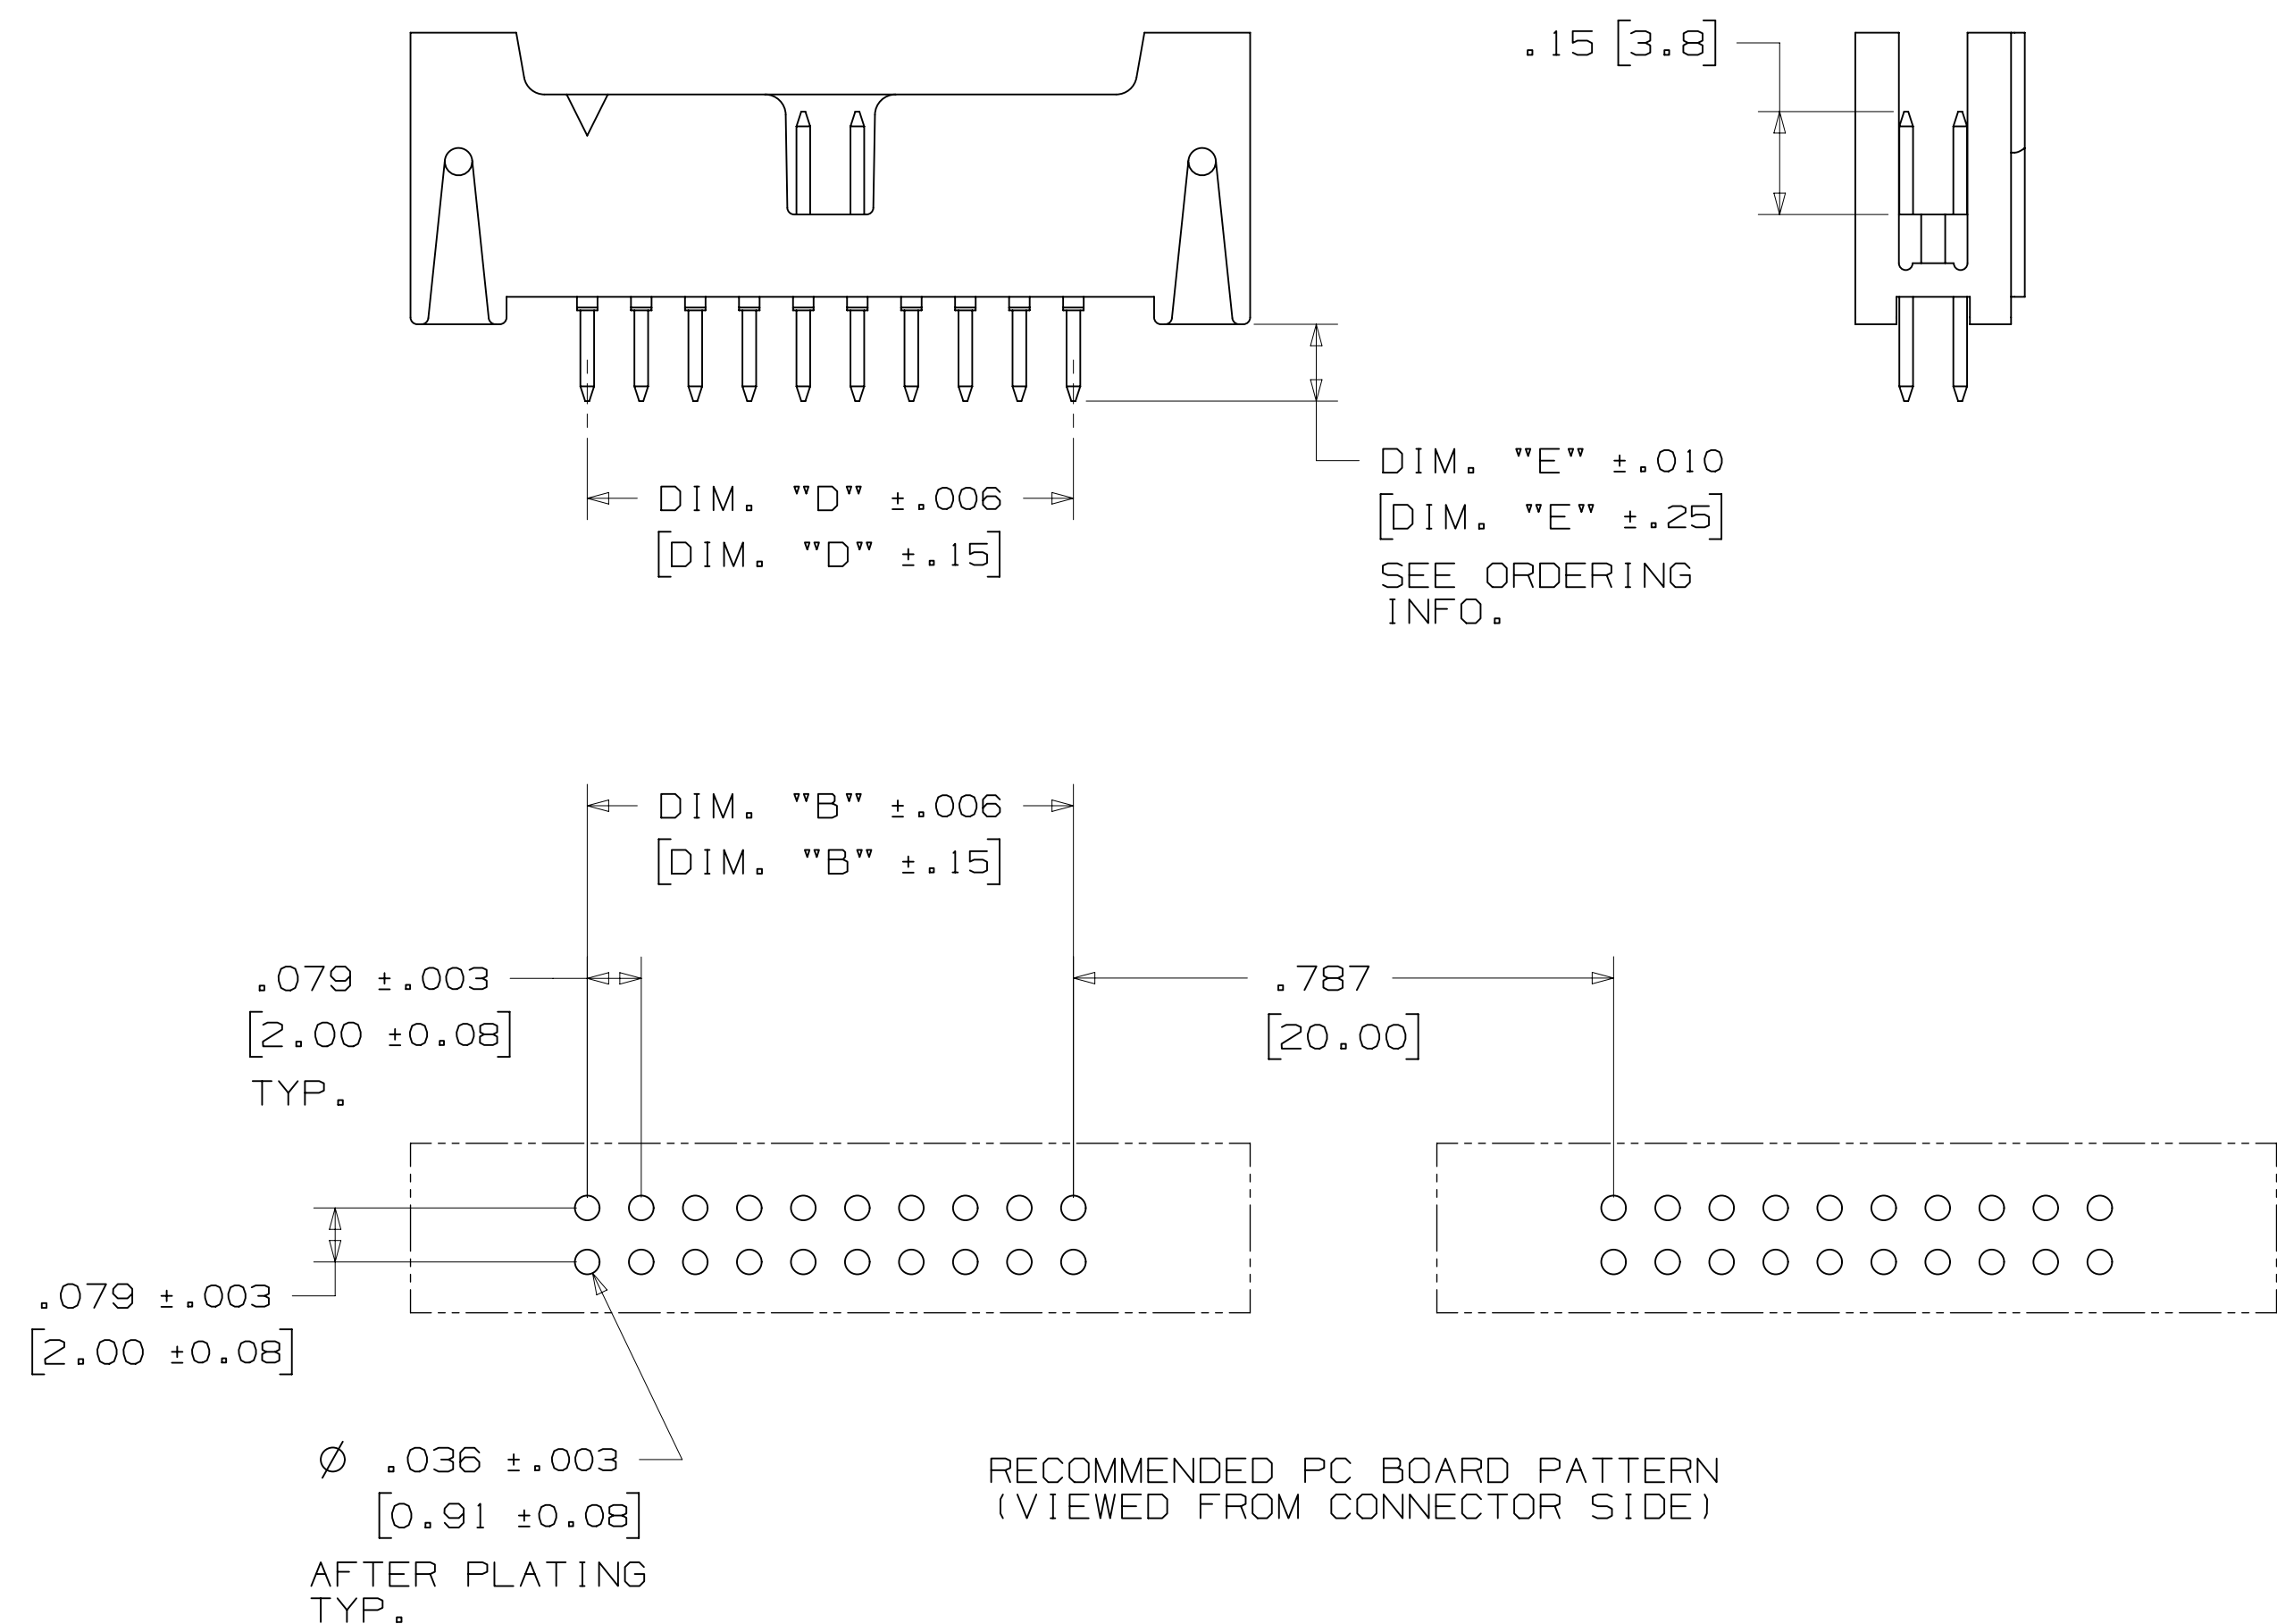 .15 [3.8]
DIM. "E" ±.010
[DIM. "E" ±.25]
SEE ORDERING
INFO.
DIM. "D" ±.006
[DIM. "D" ±.15]
DIM. "B" ±.006
[DIM. "B" ±.15]
.079 ±.003
[2.00 ±0.08]
TYP.
.787
[20.00]
.079 ±.003
[2.00 ±0.08]
Ø .036 ±.003
[0.91 ±0.08]
AFTER PLATING
TYP.
RECOMMENDED PC BOARD PATTERN
(VIEWED FROM CONNECTOR SIDE)